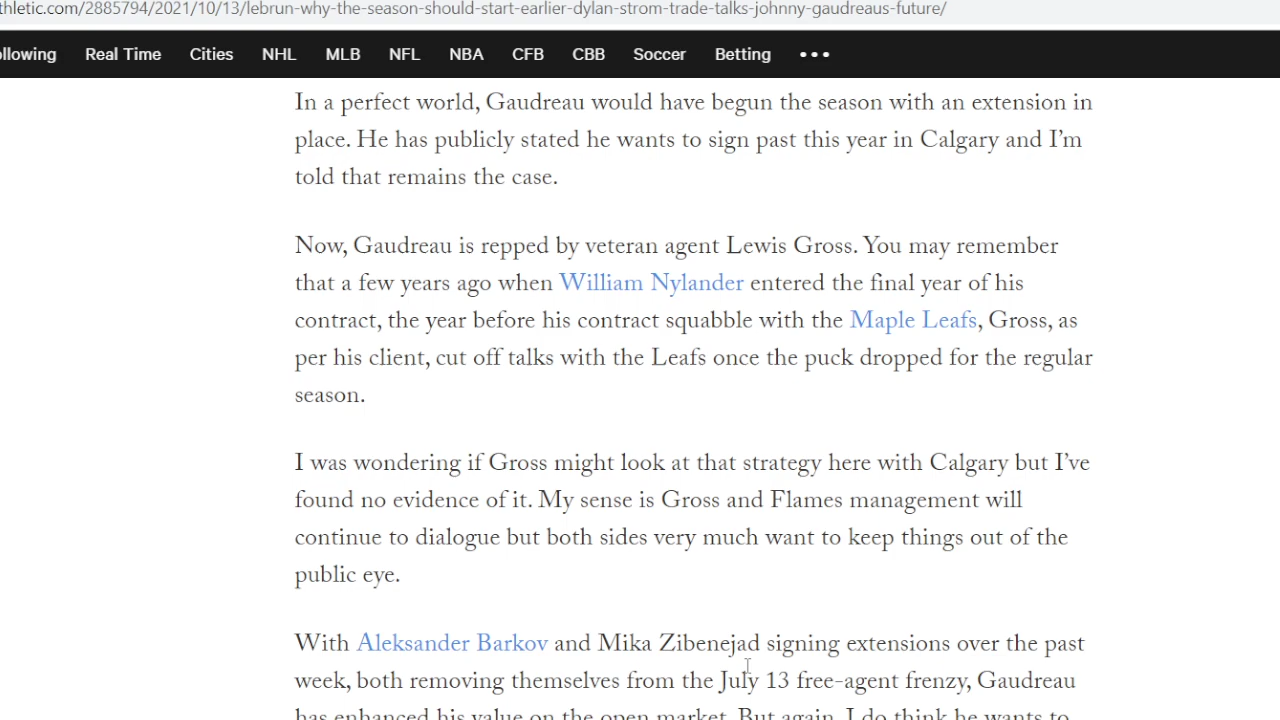 thletic.com/2885794/2021/10/13/lebrun-why-the-season-should-start-earlier-dylan-strom-trade-talks-johnny-gaudreaus-future/
ollowing Real Time Cities NHL MLB NFL NBA CFB CBB Soccer Betting •••
In a perfect world, Gaudreau would have begun the season with an extension in
place. He has publicly stated he wants to sign past this year in Calgary and I’m
told that remains the case.
Now, Gaudreau is repped by veteran agent Lewis Gross. You may remember
that a few years ago when William Nylander entered the final year of his
contract, the year before his contract squabble with the Maple Leafs, Gross, as
per his client, cut off talks with the Leafs once the puck dropped for the regular
season.
I was wondering if Gross might look at that strategy here with Calgary but I’ve
found no evidence of it. My sense is Gross and Flames management will
continue to dialogue but both sides very much want to keep things out of the
public eye.
With Aleksander Barkov and Mika Zibenejad signing extensions over the past
week, both removing themselves from the July 13 free-agent frenzy, Gaudreau
has enhanced his value on the open market. But again, I do think he wants to